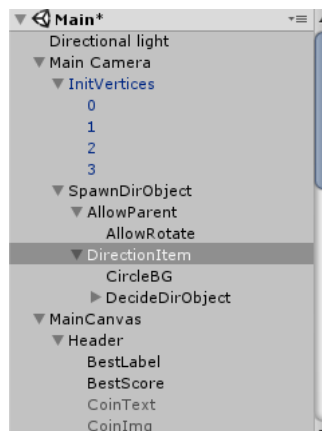 Main*
Directional light
Main Camera
InitVertices
0
1
2
3
SpawnDirObject
AllowParent
AllowRotate
DirectionItem
CircleBG
DecideDirObject
MainCanvas
Header
BestLabel
BestScore
CoinText
CoinImg